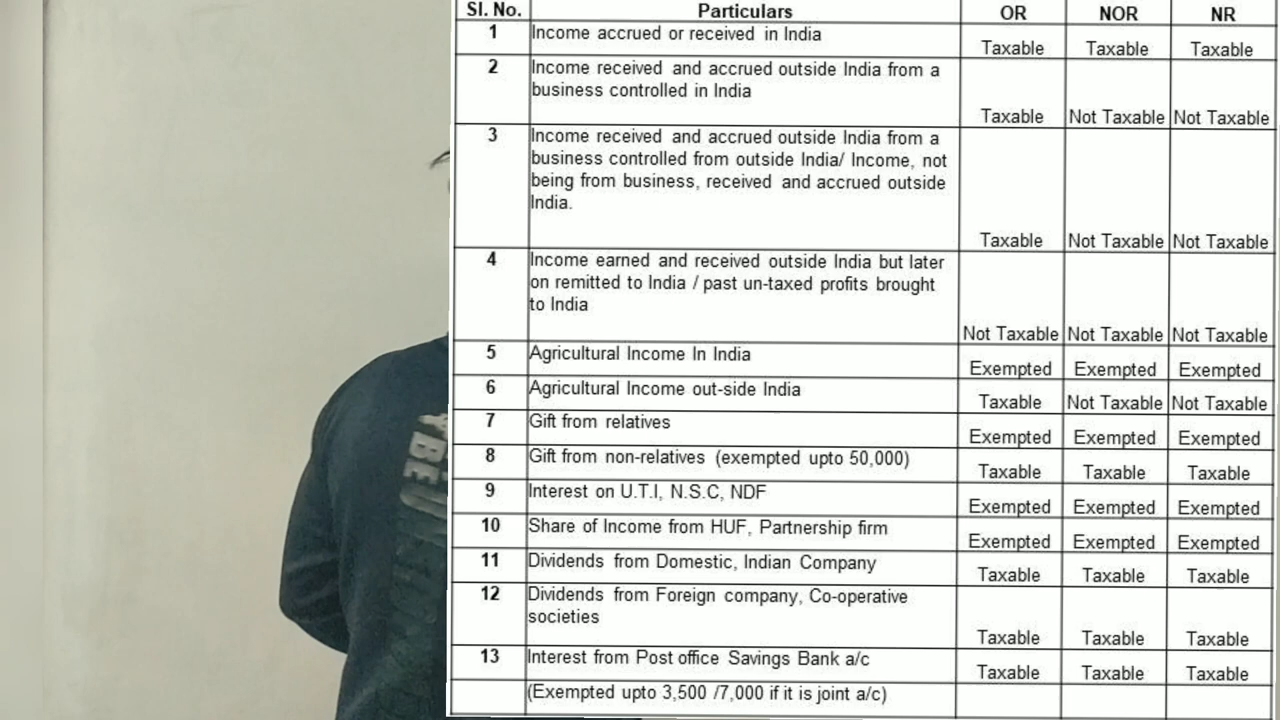 Sl. No. Particulars OR NOR NR
1 Income accrued or received in India Taxable Taxable Taxable
2 Income received and accrued outside India from a
business controlled in India
Taxable Not Taxable Not Taxable
3 Income received and accrued outside India from a
business controlled from outside India/ Income, not
being from business, received and accrued outside
India.
Taxable Not Taxable Not Taxable
4 Income earned and received outside India but later
on remitted to India / past un-taxed profits brought
to India
Not Taxable Not Taxable Not Taxable
5 Agricultural Income In India Exempted Exempted Exempted
6 Agricultural Income out-side India Taxable Not Taxable Not Taxable
7 Gift from relatives Exempted Exempted Exempted
8 Gift from non-relatives (exempted upto 50,000) Taxable Taxable Taxable
9 Interest on U.T.I, N.S.C, NDF Exempted Exempted Exempted
10 Share of Income from HUF, Partnership firm Exempted Exempted Exempted
11 Dividends from Domestic, Indian Company Taxable Taxable Taxable
12 Dividends from Foreign company, Co-operative
societies
Taxable Taxable Taxable
13 Interest from Post office Savings Bank a/c Taxable Taxable Taxable
(Exempted upto 3,500 /7,000 if it is joint a/c)